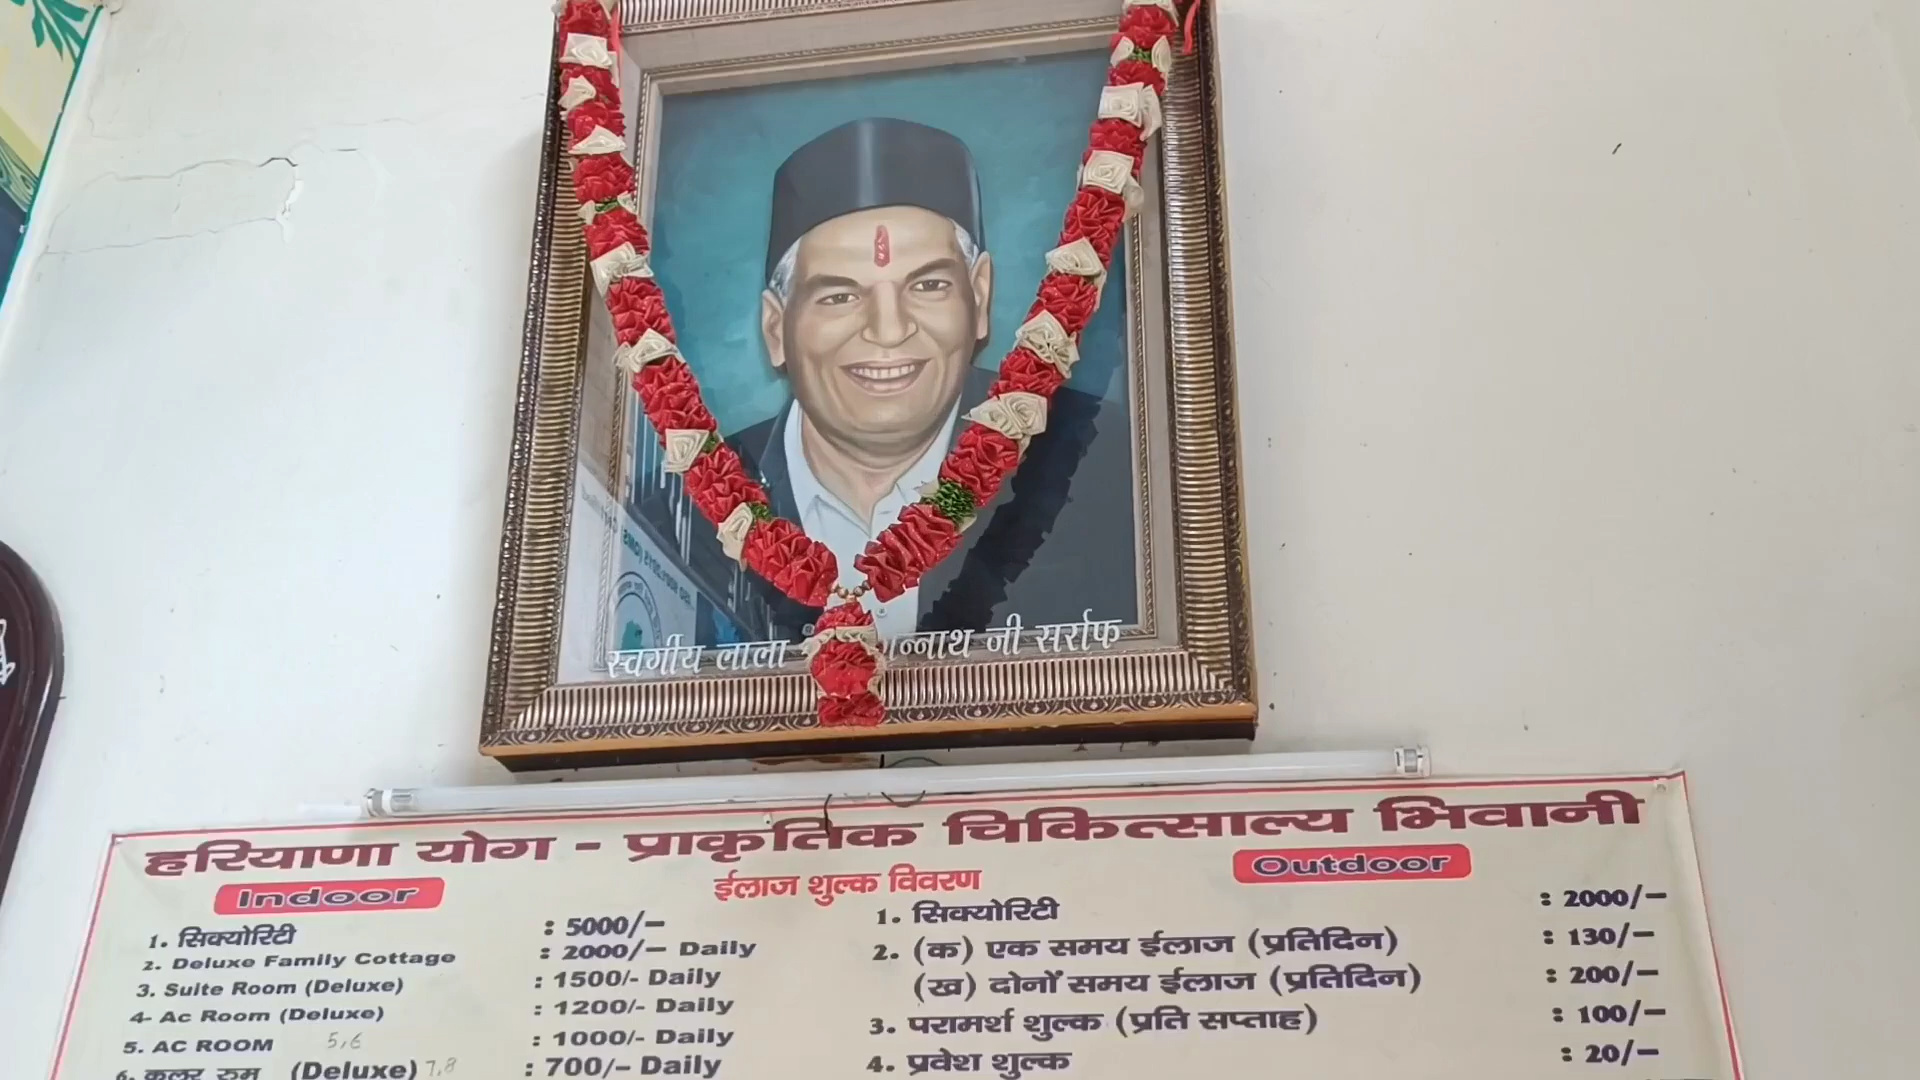 स्वर्गीय लाला जी सर्राफ
हरियाणा योग - प्राकृतिक चिकित्साल्य भिवानी
ईलाज शुल्क विवरण
Indoor
1. सिक्योरिटी : 5000/-
2. Deluxe Family Cottage : 2000/- Daily
3. Suite Room (Deluxe) : 1500/- Daily
4- Ac Room (Deluxe) : 1200/- Daily
5. AC ROOM 5,6 : 1000/- Daily
6. कूलर रुम (Deluxe) 7,8 : 700/- Daily
Outdoor
1. सिक्योरिटी : 2000/-
2. (क) एक समय ईलाज (प्रतिदिन) : 130/-
(ख) दोनों समय ईलाज (प्रतिदिन) : 200/-
3. परामर्श शुल्क (प्रति सप्ताह) : 100/-
4. प्रवेश शुल्क : 20/-